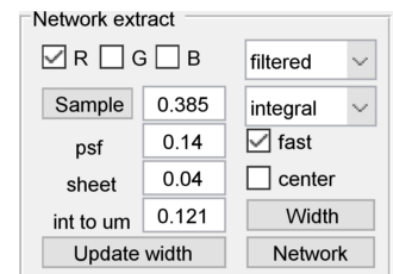 Network extract
R G B filtered
Sample 0.385 integral
psf 0.14 fast
sheet 0.04 center
int to um 0.121 Width
Update width Network